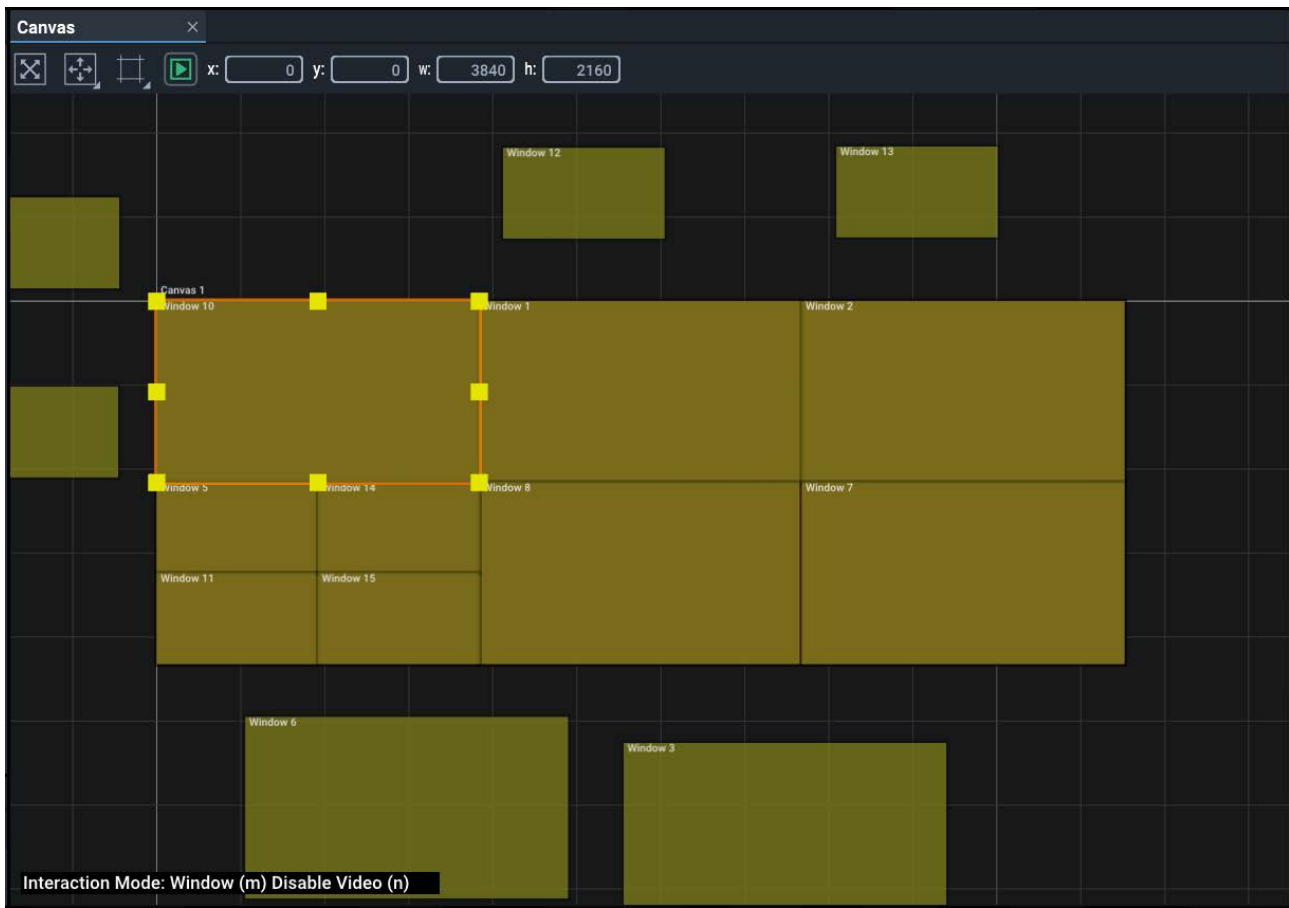 Canvas ×
x: 0 y: 0 w: 3840 h: 2160
Window 12 Window 13
Canvas 1
Window 10 Window 1 Window 2
Window 5 Window 14 Window 8 Window 7
Window 11 Window 15
Window 6
Window 3
Interaction Mode: Window (m) Disable Video (n)